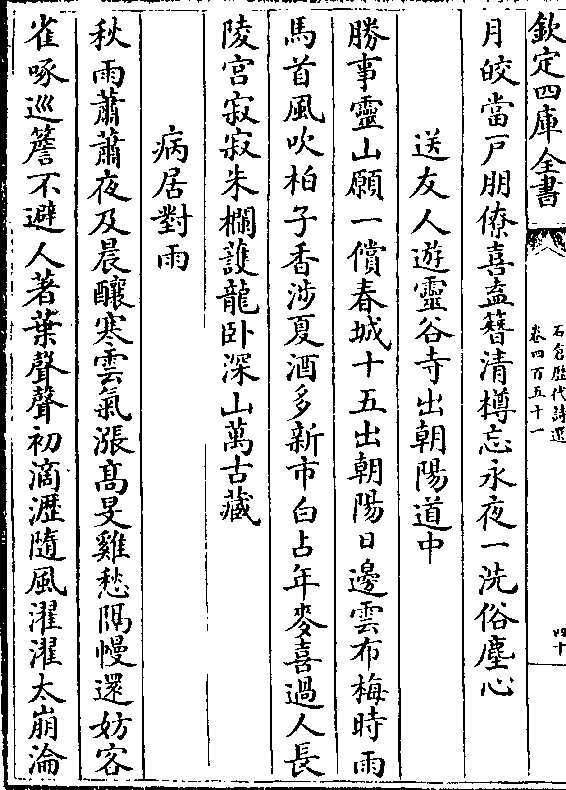 欽定四庫全書
石倉歷代詩選
卷四百五十一
四十
月皎當戸朋僚喜盍簪清樽忘永夜一洗俗塵心
送友人遊靈谷寺出朝陽道中
勝事靈山願一償春城十五出朝陽日邊雲布梅時雨
馬首風吹柏子香涉夏酒多新市白占年麥喜過人長
陵宮寂寂朱欄護龍卧深山萬古藏
病居對雨
秋雨蕭蕭夜及晨釀寒雲氣漲高旻雞愁隅幔還妨客
雀啄巡簷不避人著葉聲聲初滴瀝隨風濯濯太崩淪